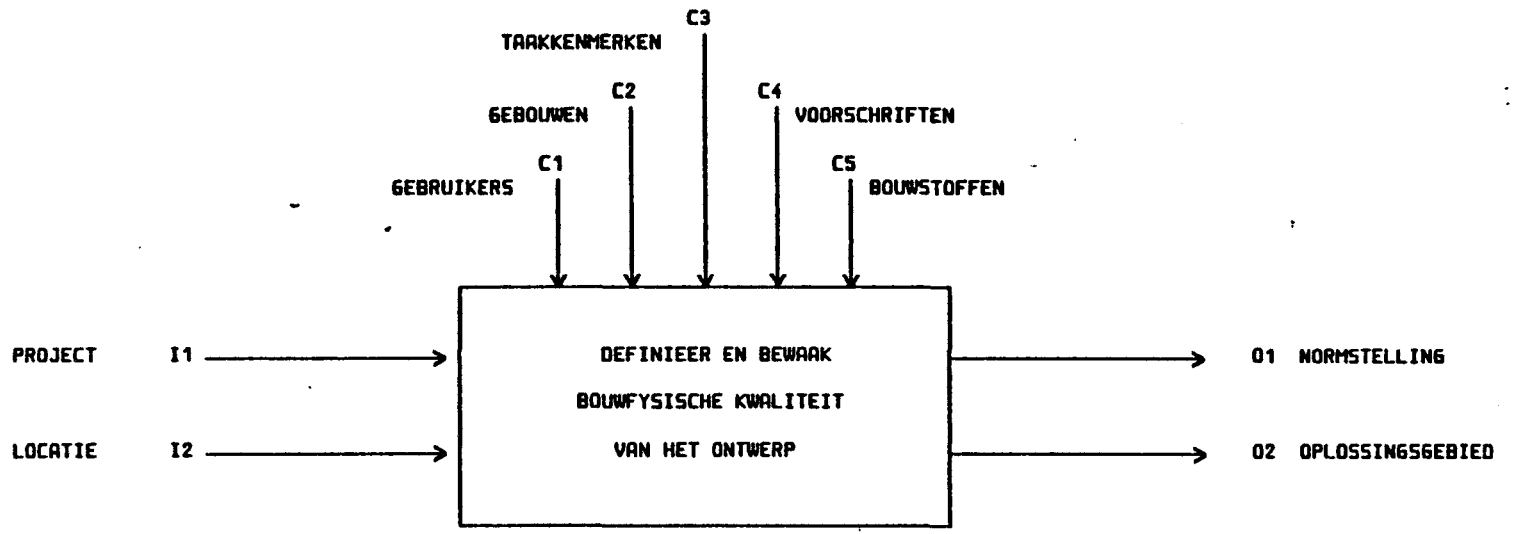 C3
TAAKKENMERKEN
C2
GEBOUWEN
C4
VOORSCHRIFTEN
C1
GEBRUIKERS
C5
BOUWSTOFFEN
PROJECT I1
DEFINIEER EN BEWAAK
O1 NORMSTELLING
BOUWFYSISCHE KWALITEIT
LOCATIE I2
VAN HET ONTWERP
O2 OPLOSSINGSGEBIED